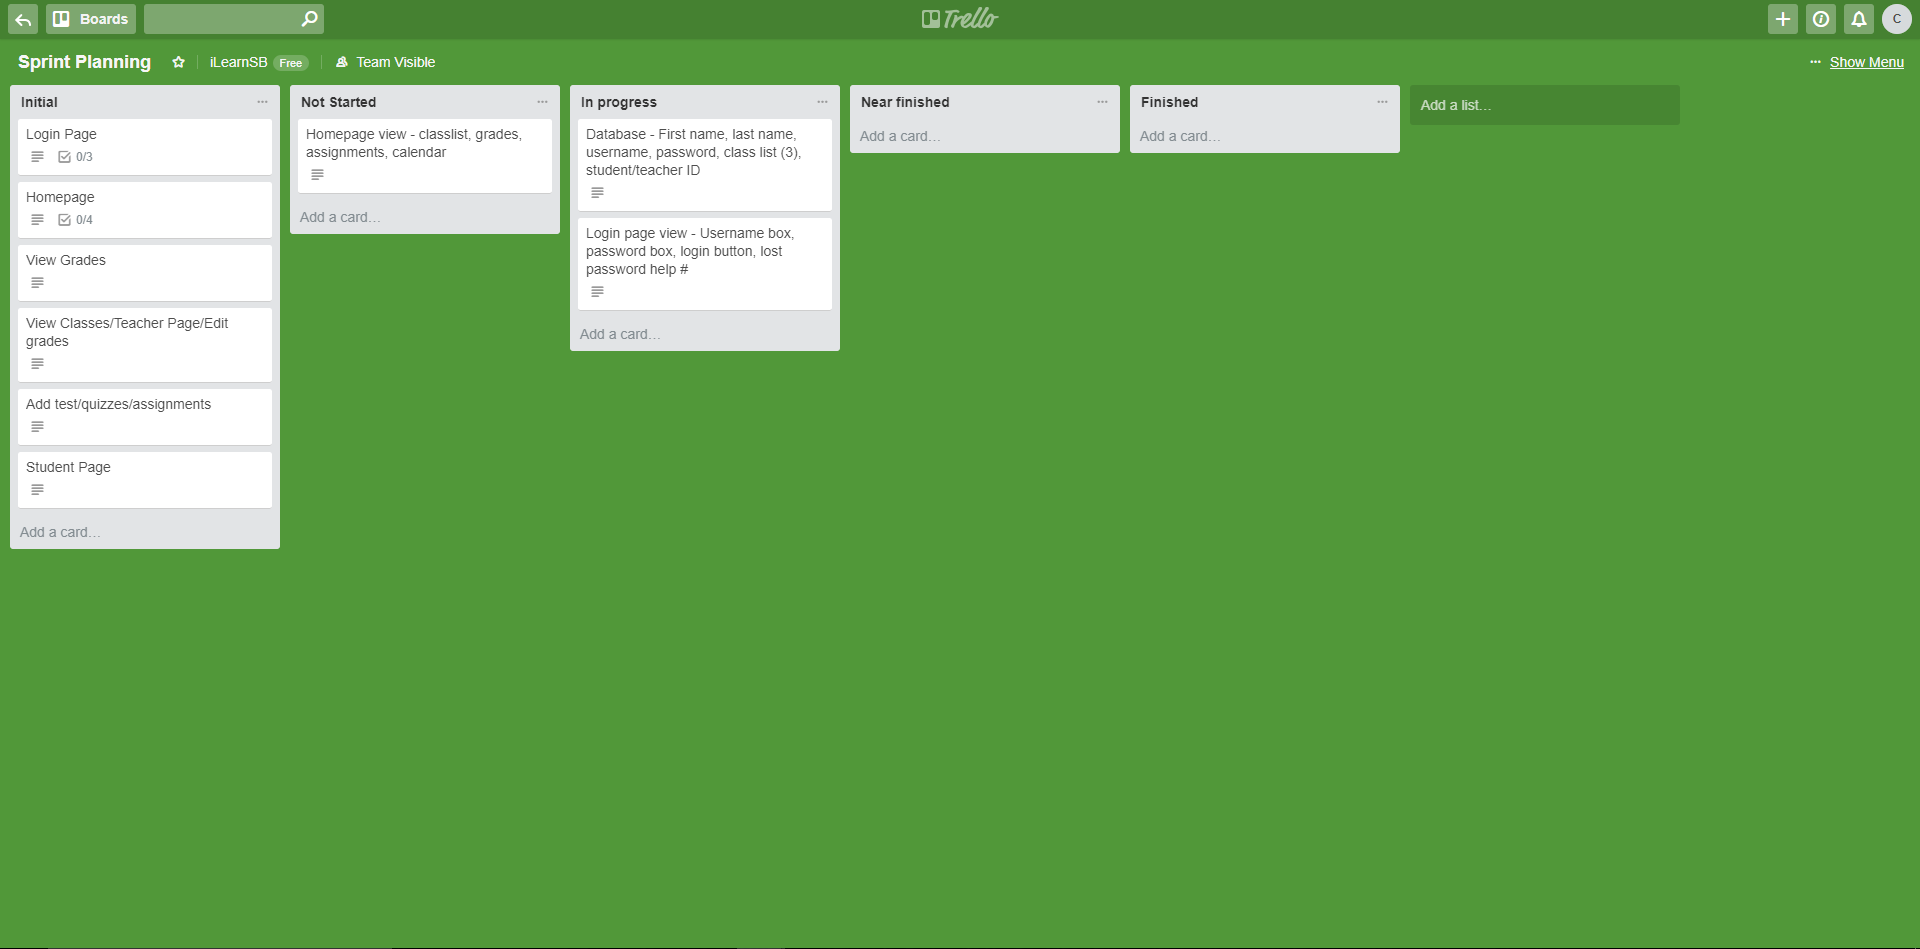 Boards
Trello
C
Sprint Planning
iLearnSB Free
Team Visible
... Show Menu
Initial
Login Page
0/3
Homepage
0/4
View Grades
View Classes/Teacher Page/Edit
grades
Add test/quizzes/assignments
Student Page
Add a card...
Not Started
Homepage view - classlist, grades,
assignments, calendar
Add a card...
In progress
Database - First name, last name,
username, password, class list (3),
student/teacher ID
Login page view - Username box,
password box, login button, lost
password help #
Add a card...
Near finished
Add a card...
Finished
Add a card...
Add a list...